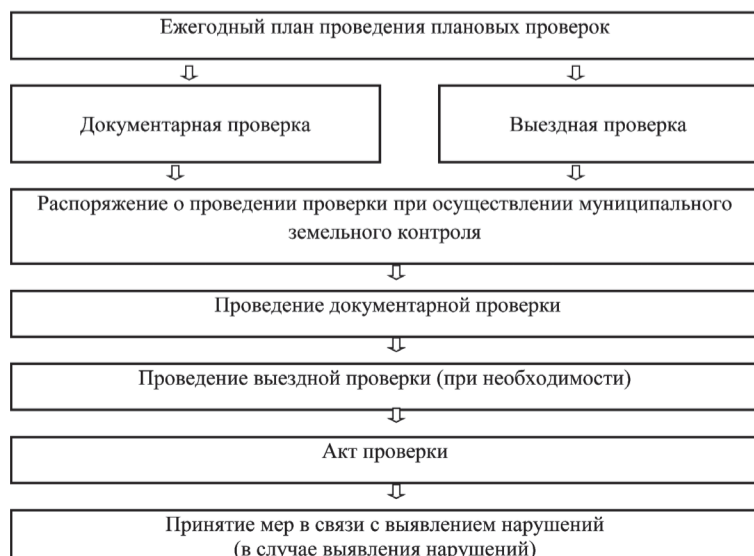 Ежегодный план проведения плановых проверок
Документарная проверка
Выездная проверка
Распоряжение о проведении проверки при осуществлении муниципального
земельного контроля
Проведение документарной проверки
Проведение выездной проверки (при необходимости)
Акт проверки
Принятие мер в связи с выявлением нарушений
(в случае выявления нарушений)